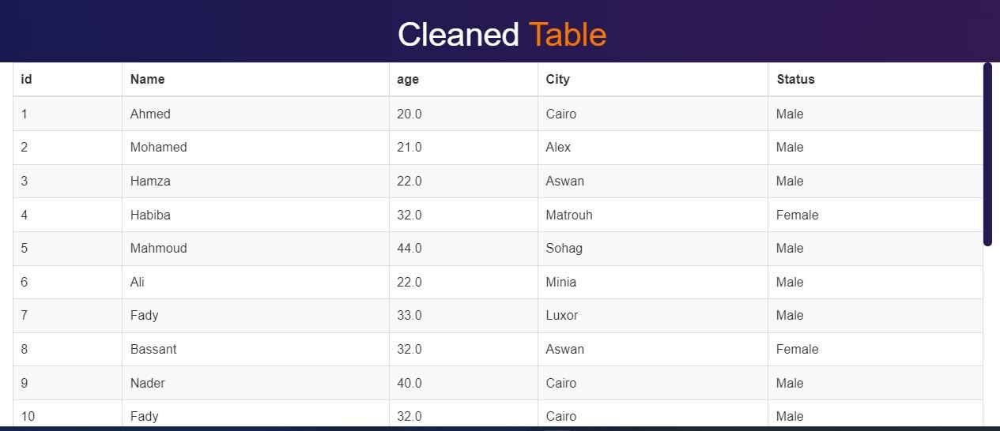 Cleaned Table
id Name age City Status
1 Ahmed 20.0 Cairo Male
2 Mohamed 21.0 Alex Male
3 Hamza 22.0 Aswan Male
4 Habiba 32.0 Matrouh Female
5 Mahmoud 44.0 Sohag Male
6 Ali 22.0 Minia Male
7 Fady 33.0 Luxor Male
8 Bassant 32.0 Aswan Female
9 Nader 40.0 Cairo Male
10 Fady 32.0 Cairo Male